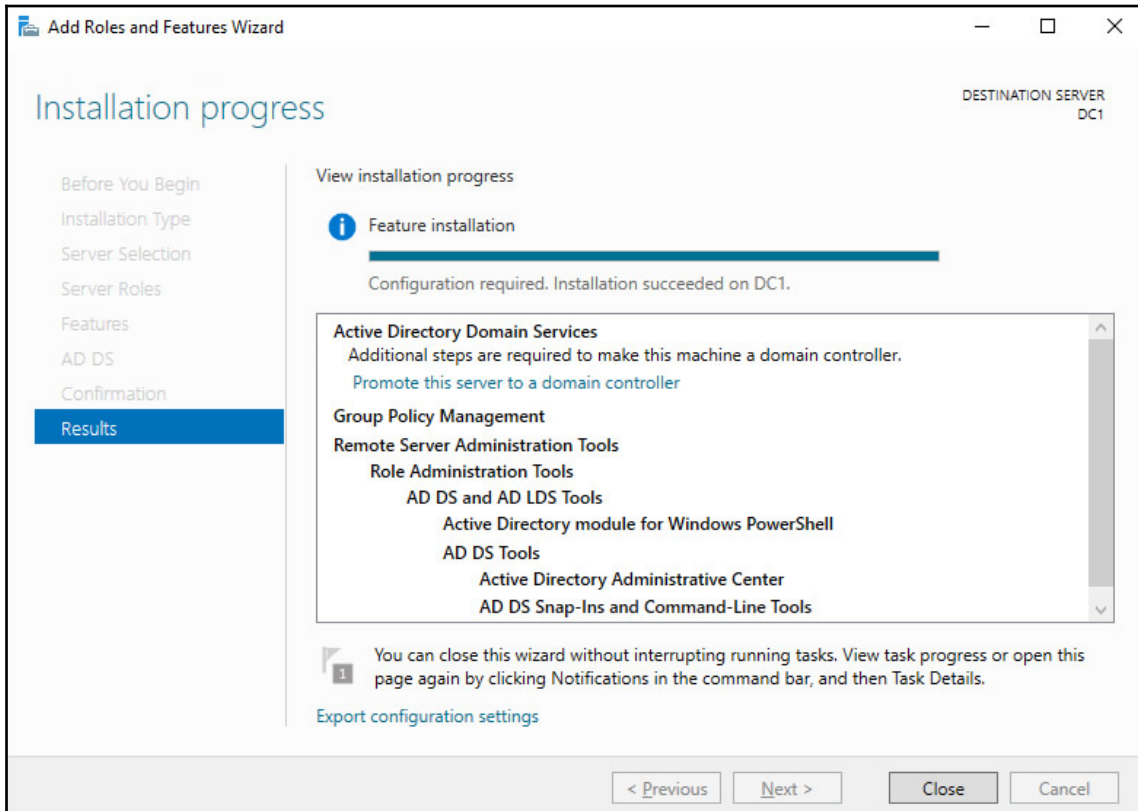 Add Roles and Features Wizard
Installation progress
DESTINATION SERVER
DC1
Before You Begin
Installation Type
Server Selection
Server Roles
Features
AD DS
Confirmation
Results
View installation progress
Feature installation
Configuration required. Installation succeeded on DC1.
Active Directory Domain Services
Additional steps are required to make this machine a domain controller.
Promote this server to a domain controller
Group Policy Management
Remote Server Administration Tools
Role Administration Tools
AD DS and AD LDS Tools
Active Directory module for Windows PowerShell
AD DS Tools
Active Directory Administrative Center
AD DS Snap-Ins and Command-Line Tools
1
You can close this wizard without interrupting running tasks. View task progress or open this
page again by clicking Notifications in the command bar, and then Task Details.
Export configuration settings
< Previous
Next >
Close
Cancel